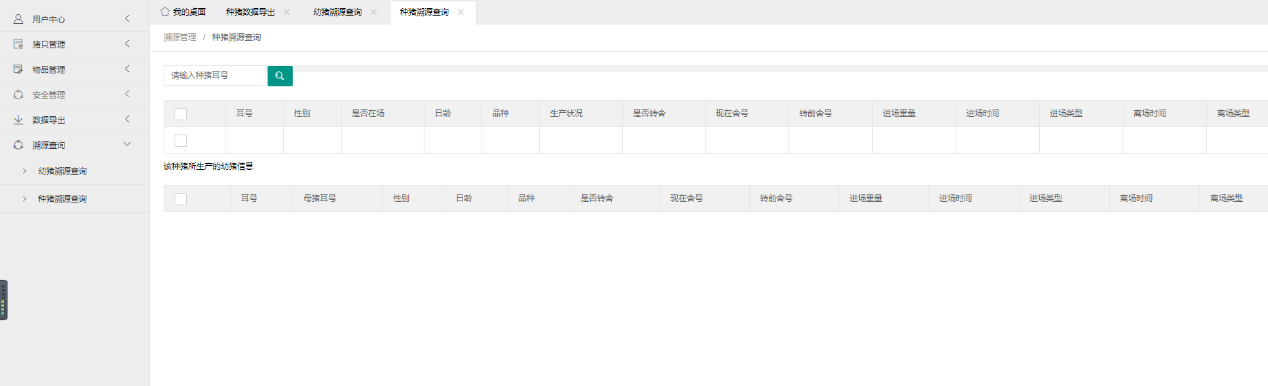 用户中心
猪只管理
物品管理
安全管理
数据导出
溯源查询
幼猪溯源查询
种猪溯源查询
我的桌面 种猪数据导出 幼猪溯源查询 种猪溯源查询
溯源管理 / 种猪溯源查询
请输入种猪耳号
耳号 性别 是否在场 日龄 品种 生产状况 是否转舍 现在舍号 转前舍号 进场重量 进场时间 进场类型 离场时间 离场类型
该种猪所生产的幼猪信息
耳号 母猪耳号 性别 日龄 品种 是否转舍 现在舍号 转前舍号 进场重量 进场时间 进场类型 离场时间 离场类型